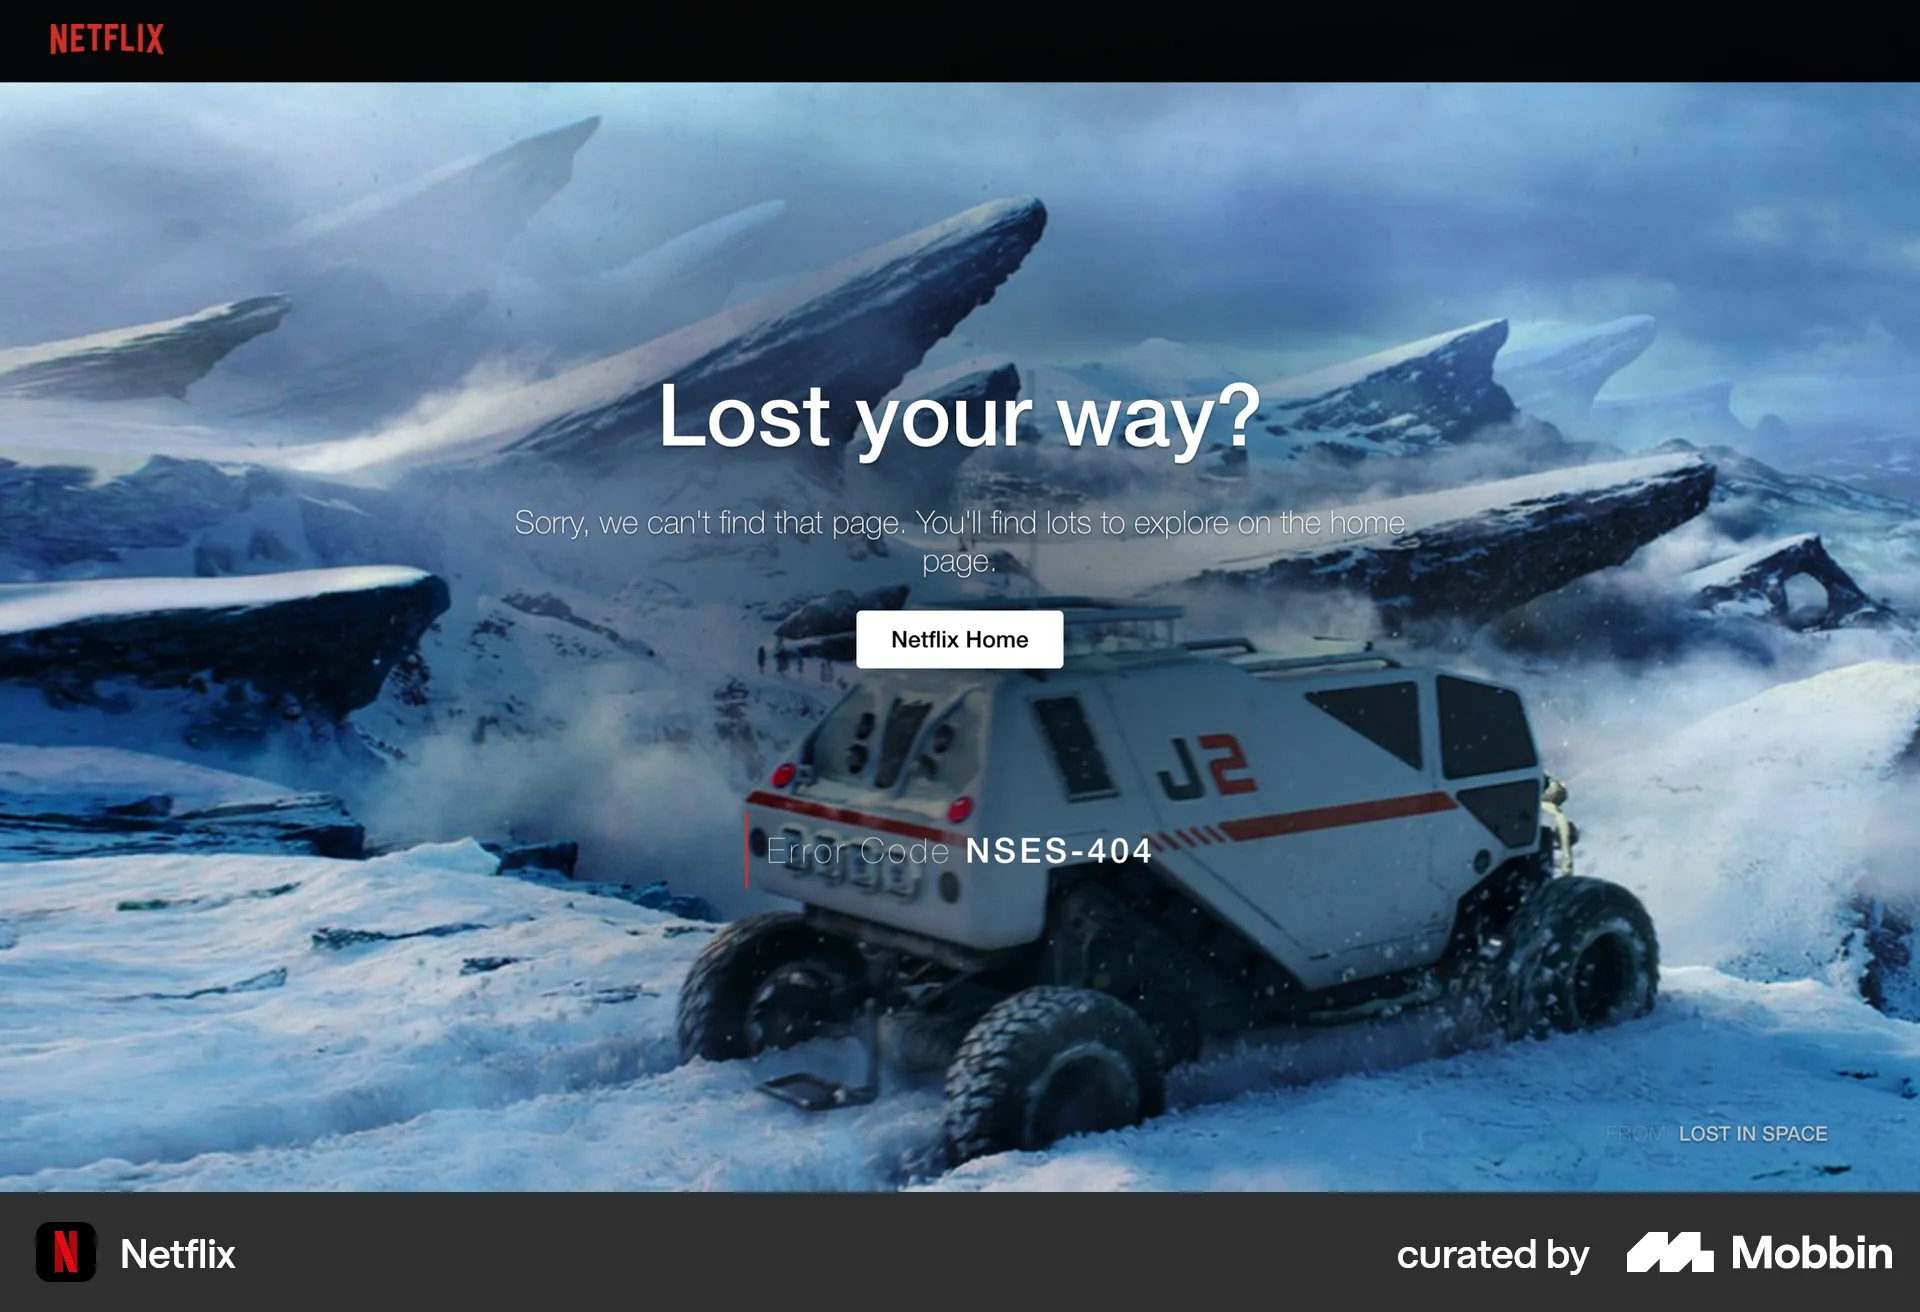 NETFLIX
Lost your way?
Sorry, we can't find that page. You'll find lots to explore on the home
page.
Netflix Home
J2
Error Code NSES-404
FROM LOST IN SPACE
N Netflix
curated by Mobbin